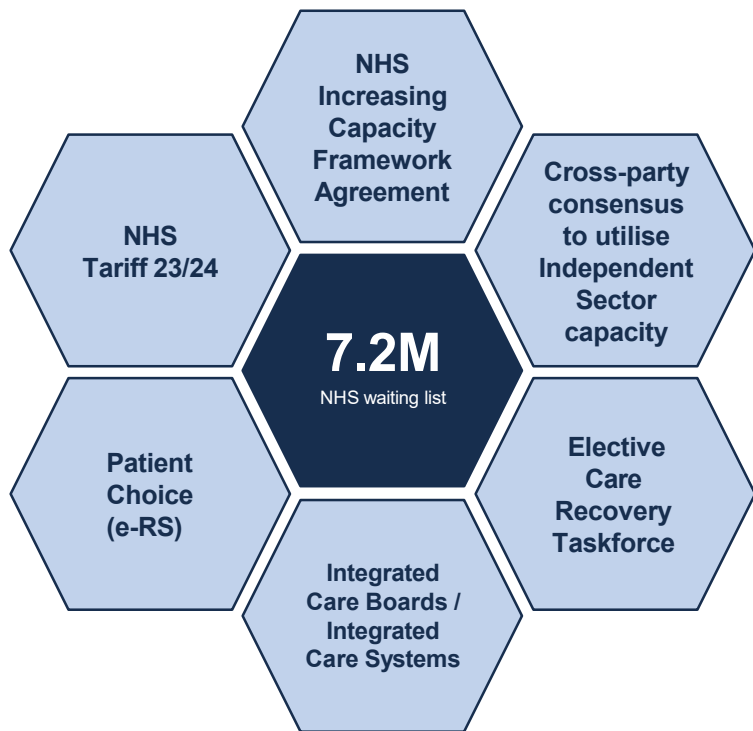 NHS
Increasing
Capacity
Framework
Agreement
Cross-party
consensus
to utilise
Independent
Sector
capacity
NHS
Tariff 23/24
7.2M
NHS waiting list
Patient
Choice
(e-RS)
Elective
Care
Recovery
Taskforce
Integrated
Care Boards /
Integrated
Care Systems